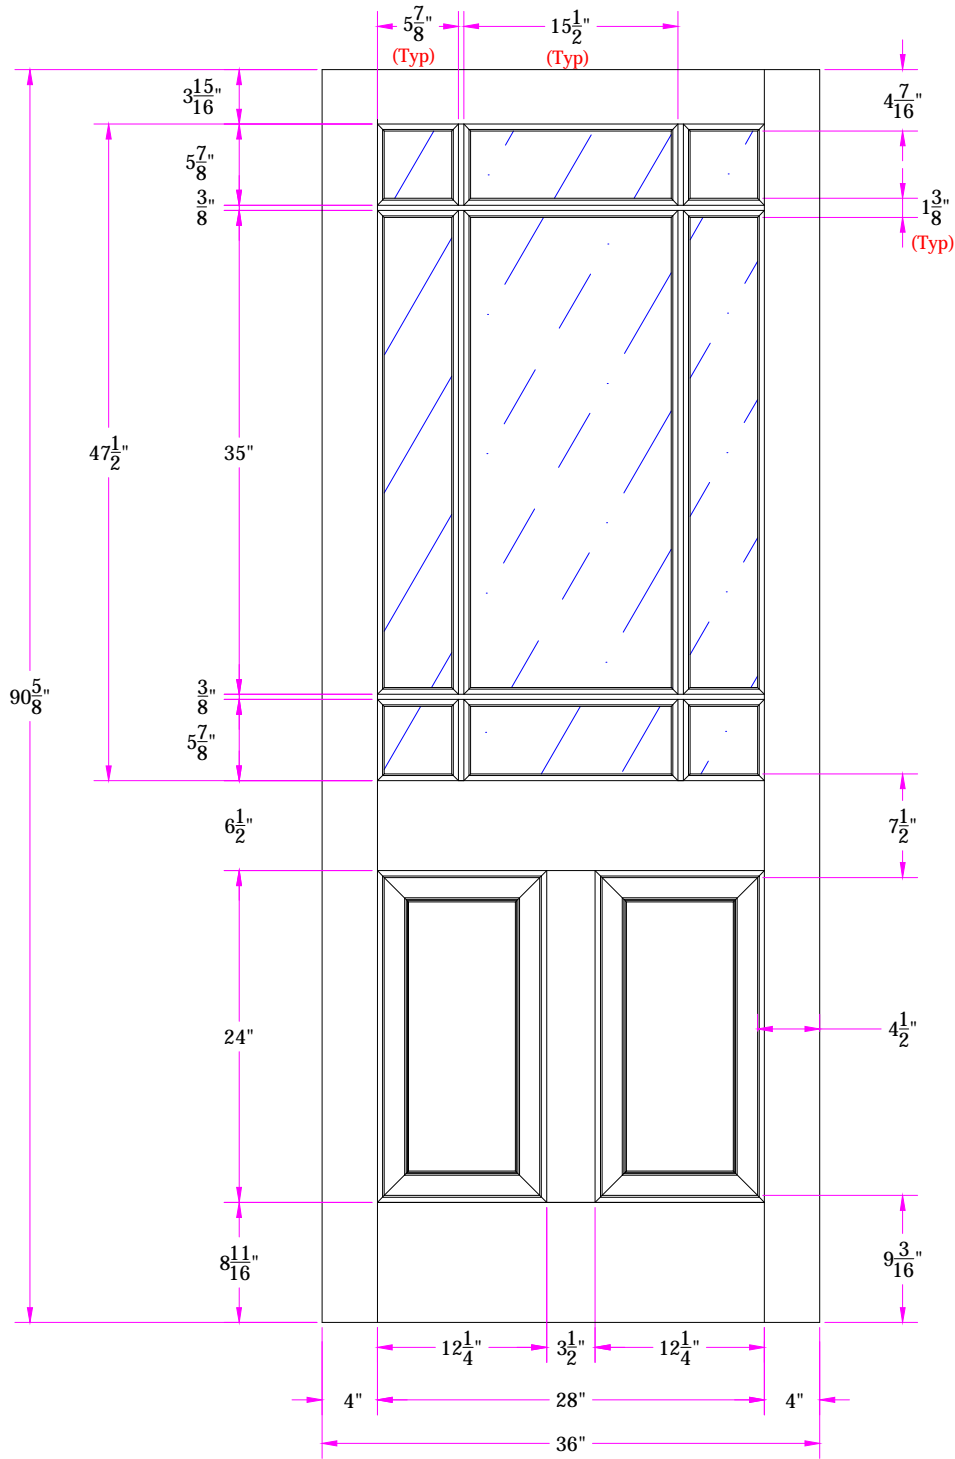 5 7/8" 15 1/2"
(Typ) (Typ)
3 15/16" 4 7/16"
5 7/8"
3/8" 1 3/8"
(Typ)
47 1/2" 35"
90 5/8" 3/8"
5 7/8"
6 1/2" 7 1/2"
24" 4 1/2"
8 11/16" 9 3/16"
12 1/4" 3 1/2" 12 1/4"
4" 28" 4"
36"